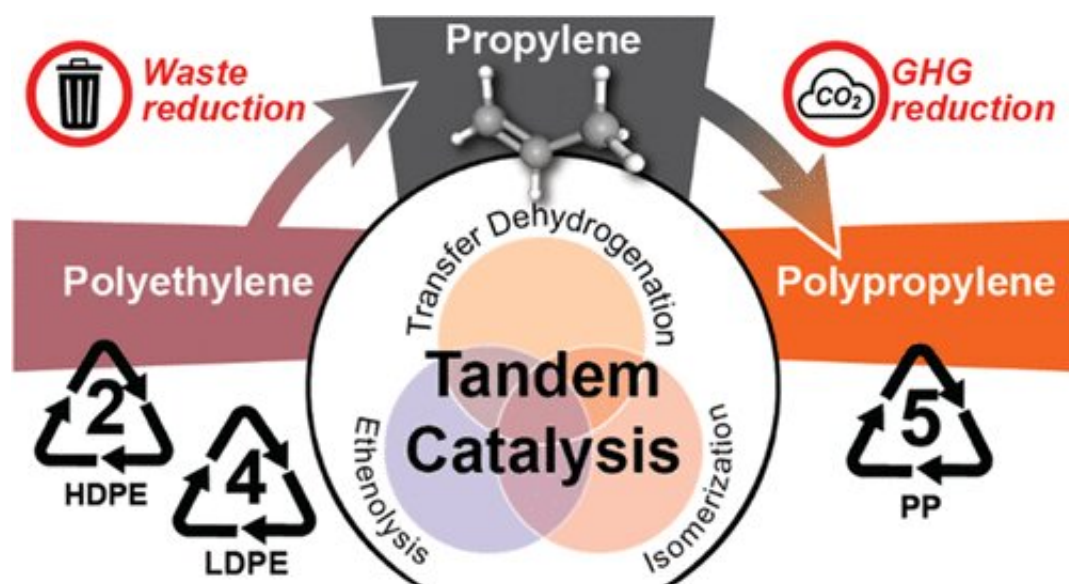 Waste
reduction
Propylene
CO₂
GHG
reduction
Polyethylene
Transfer Dehydrogenation
Polypropylene
Tandem
Catalysis
Ethenolysis
Isomerization
2
HDPE
4
LDPE
5
PP